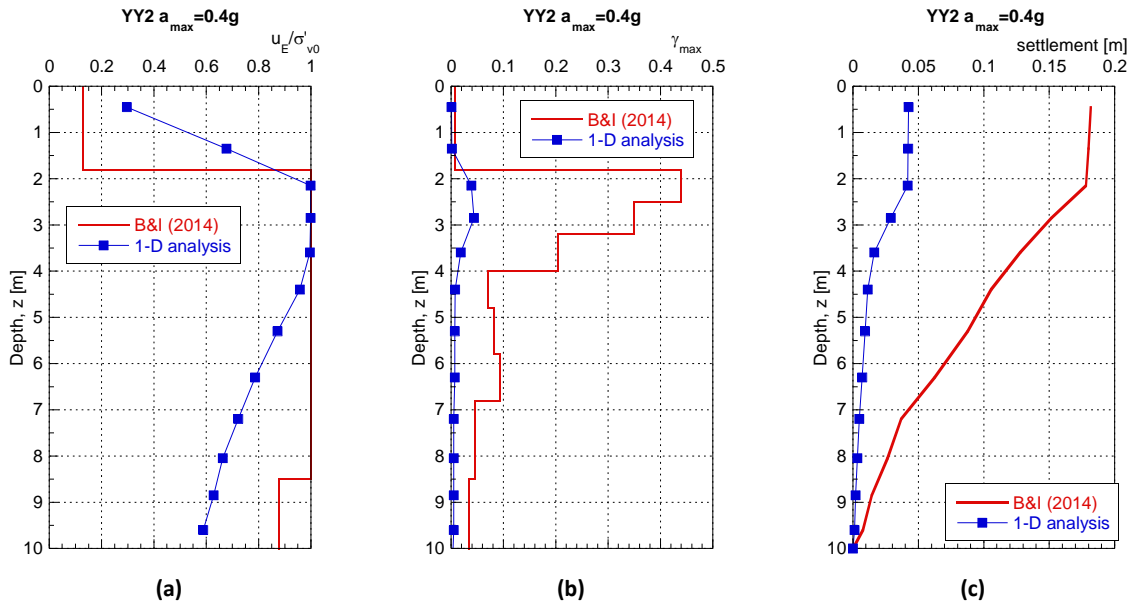 YY2 a_max=0.4g
u_E/σ'_v0
0 0.2 0.4 0.6 0.8 1
0
1
2
3
4
5
6
7
8
9
10
Depth, z [m]
B&I (2014)
1-D analysis
(a)
YY2 a_max=0.4g
γ_max
0 0.1 0.2 0.3 0.4 0.5
0
1
2
3
4
5
6
7
8
9
10
Depth, z [m]
B&I (2014)
1-D analysis
(b)
YY2 a_max=0.4g
settlement [m]
0 0.05 0.1 0.15 0.2
0
1
2
3
4
5
6
7
8
9
10
Depth, z [m]
B&I (2014)
1-D analysis
(c)